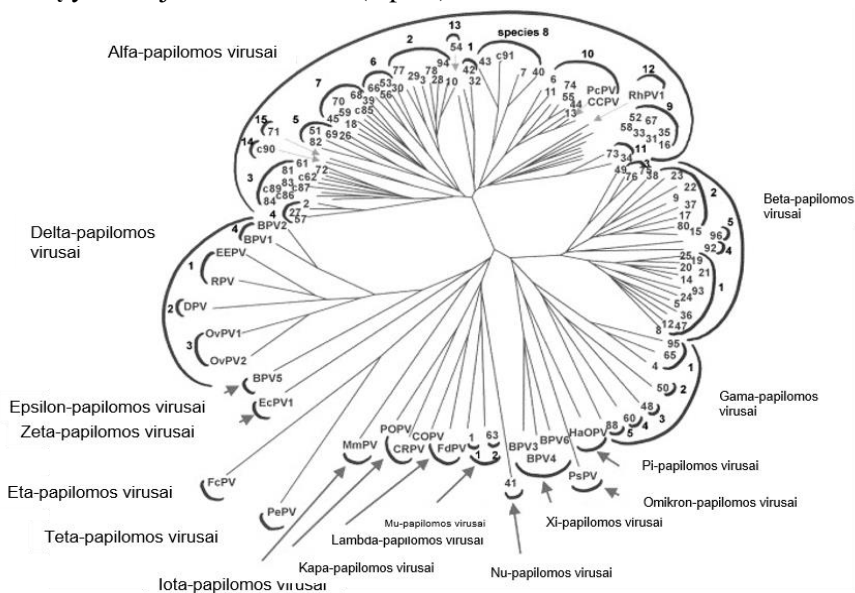 Alfa-papilomos virusai
13
54
2
1
species 8
6
77
94
78
29
3
28
10
42
32
43
c91
7
40
10
6
11
74
55
44
13
PcPV
CCPV
12
RhPV1
9
52
67
58
33
31
35
16
11
73
34
7
70
59
45
68
39
c85
18
66
53
56
30
5
51
82
69
26
15
71
14
c90
3
61
81
72
83
c62
c89
c87
84
c86
4
2
27
57
Delta-papilomos
virusai
4
BPV2
BPV1
1
EEPV
RPV
2
DPV
3
OvPV1
OvPV2
Beta-papilomos
virusai
49
76
38
23
22
2
9
37
17
80
15
5
96
92
4
25
19
20
21
14
1
93
24
5
36
12
47
8
95
65
4
1
50
2
48
3
60
4
88
5
Gama-papilomos
virusai
BPV5
Epsilon-papilomos virusai
EcPV1
Zeta-papilomos virusai
FcPV
Eta-papilomos virusai
PePV
Teta-papilomos virusai
MmPV
Iota-papilomos virusai
POPV
CRPV
Kapa-papilomos virusai
COPV
FdPV
Lambda-papilomos virusai
1
63
1
2
Mu-papilomos virusai
41
Nu-papilomos virusai
BPV3
BPV6
BPV4
Xi-papilomos virusai
HaOPV
Pi-papilomos virusai
PsPV
Omikron-papilomos virusai